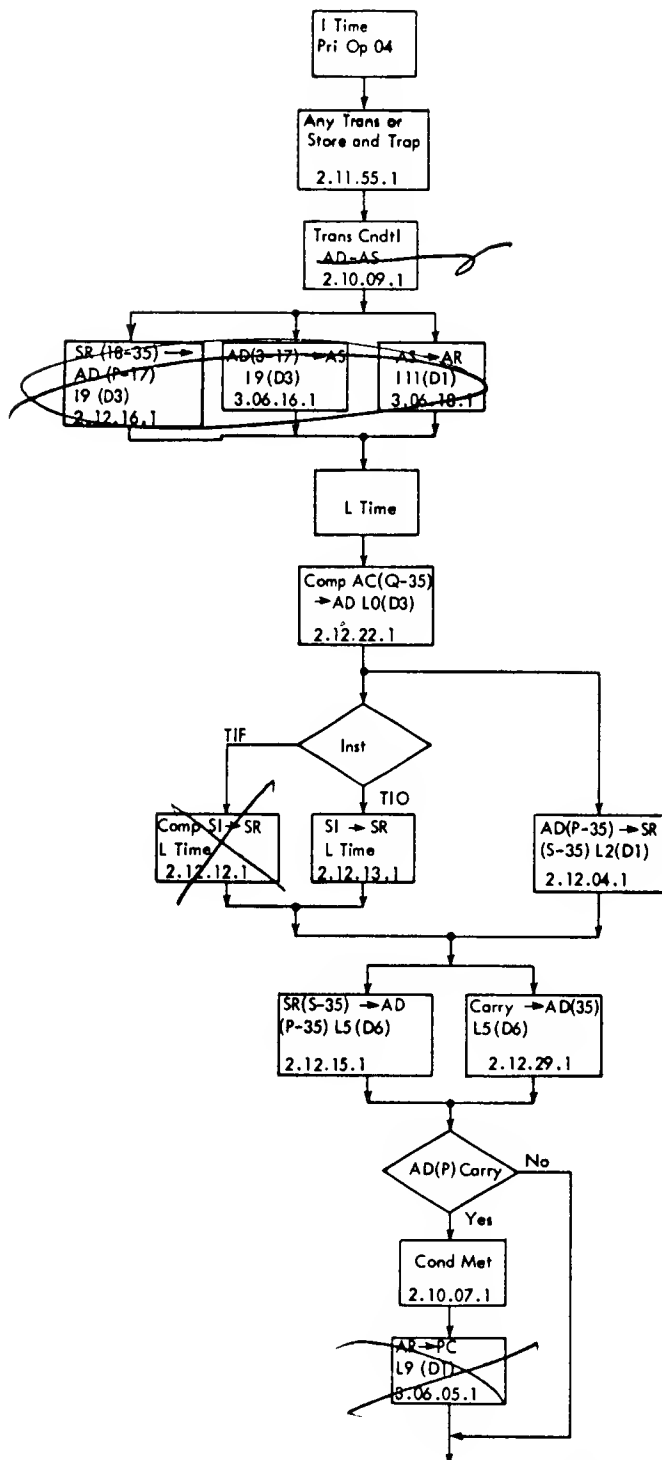 I Time
Pri Op 04
Any Trans or
Store and Trap
2.11.55.1
Trans Cndtl
AD-AS
2.10.09.1
SR (18-35) →
AD (P-17)
I9 (D3)
2.12.16.1
AD(3-17) →AS
I9 (D3)
3.06.16.1
AS → AR
I11(D1)
3.06.18.1
L Time
Comp AC(Q-35)
→AD L0(D3)
2.12.22.1
Inst
TIF
TIO
Comp SI → SR
L Time
2.12.12.1
SI → SR
L Time
2.12.13.1
AD(P-35) → SR
(S-35) L2(D1)
2.12.04.1
SR(S-35) →AD
(P-35) L5(D6)
2.12.15.1
Carry →AD(35)
L5(D6)
2.12.29.1
AD(P) Carry
No
Yes
Cond Met
2.10.07.1
AR → PC
L9 (D1)
3.06.05.1